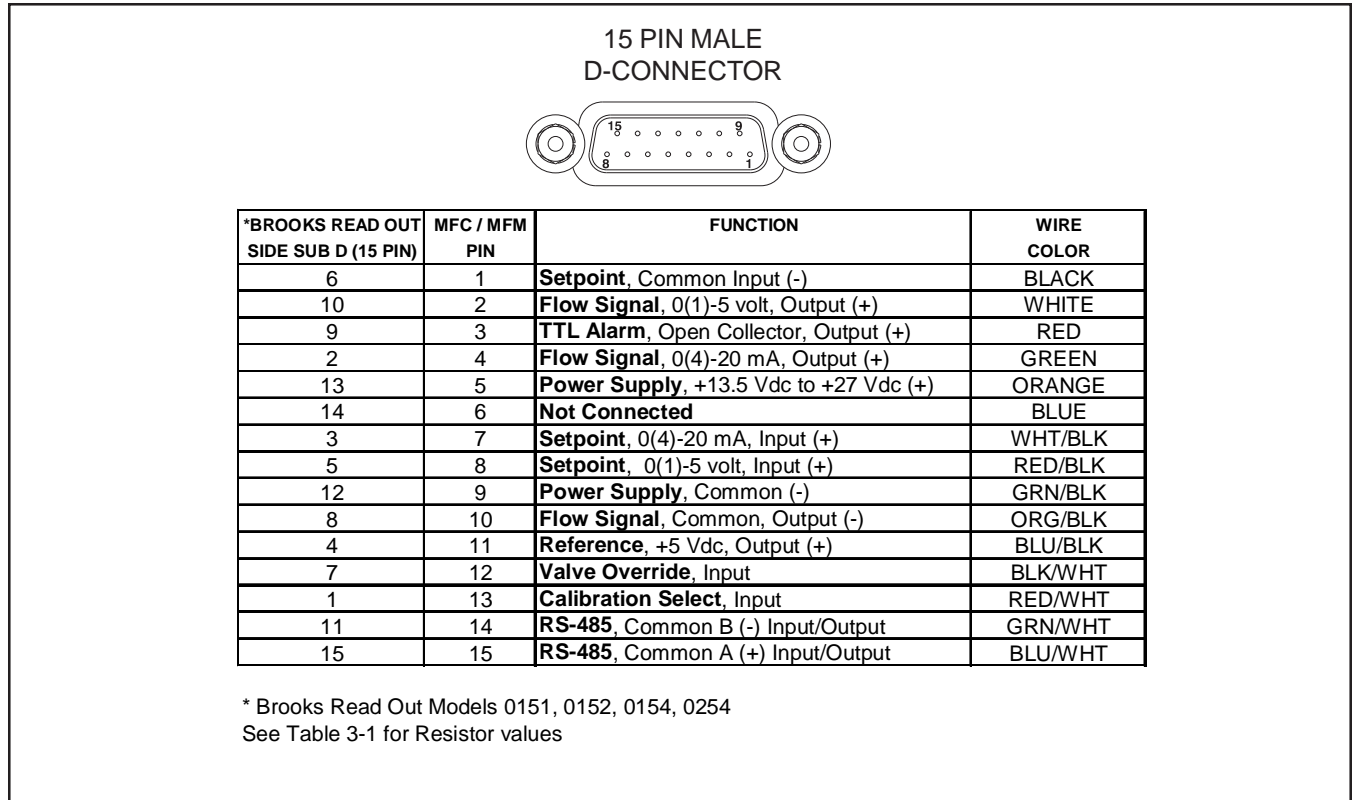 15 PIN MALE
D-CONNECTOR
15 9
8 1
*BROOKS READ OUT SIDE SUB D (15 PIN) MFC / MFM PIN FUNCTION WIRE COLOR
6 1 Setpoint, Common Input (-) BLACK
10 2 Flow Signal, 0(1)-5 volt, Output (+) WHITE
9 3 TTL Alarm, Open Collector, Output (+) RED
2 4 Flow Signal, 0(4)-20 mA, Output (+) GREEN
13 5 Power Supply, +13.5 Vdc to +27 Vdc (+) ORANGE
14 6 Not Connected BLUE
3 7 Setpoint, 0(4)-20 mA, Input (+) WHT/BLK
5 8 Setpoint, 0(1)-5 volt, Input (+) RED/BLK
12 9 Power Supply, Common (-) GRN/BLK
8 10 Flow Signal, Common, Output (-) ORG/BLK
4 11 Reference, +5 Vdc, Output (+) BLU/BLK
7 12 Valve Override, Input BLK/WHT
1 13 Calibration Select, Input RED/WHT
11 14 RS-485, Common B (-) Input/Output GRN/WHT
15 15 RS-485, Common A (+) Input/Output BLU/WHT
* Brooks Read Out Models 0151, 0152, 0154, 0254
See Table 3-1 for Resistor values